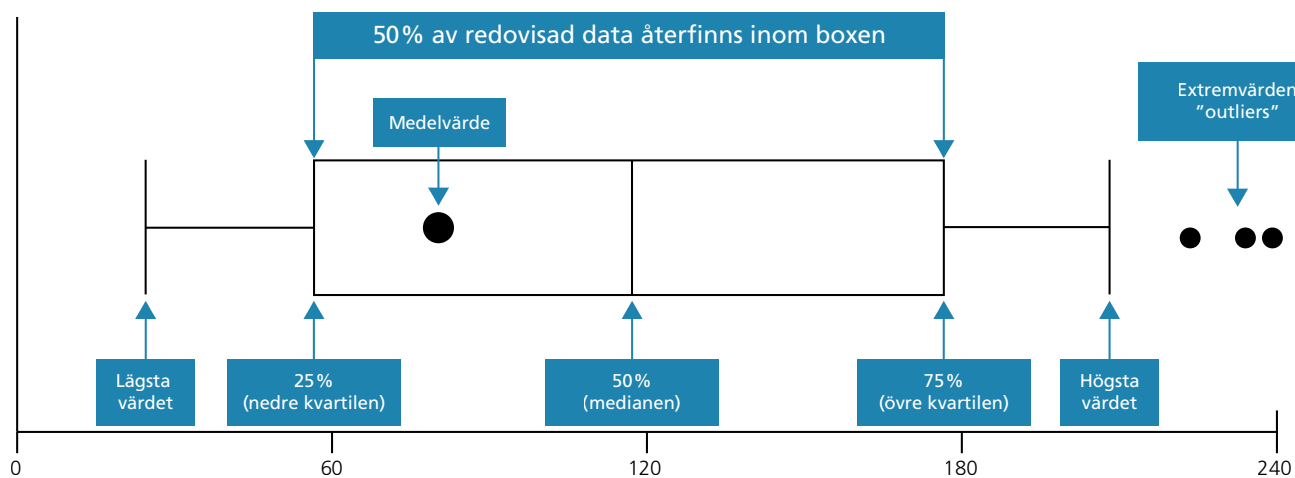 50% av redovisad data återfinns inom boxen
Extremvärden
”outliers”
Medelvärde
Lägsta
värdet
25%
(nedre kvartilen)
50%
(medianen)
75%
(övre kvartilen)
Högsta
värdet
0
60
120
180
240